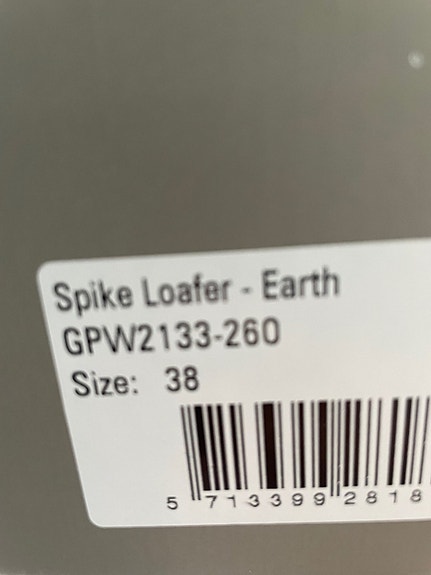 Spike Loafer - Earth
GPW2133-260
Size: 38
5 713399 2818